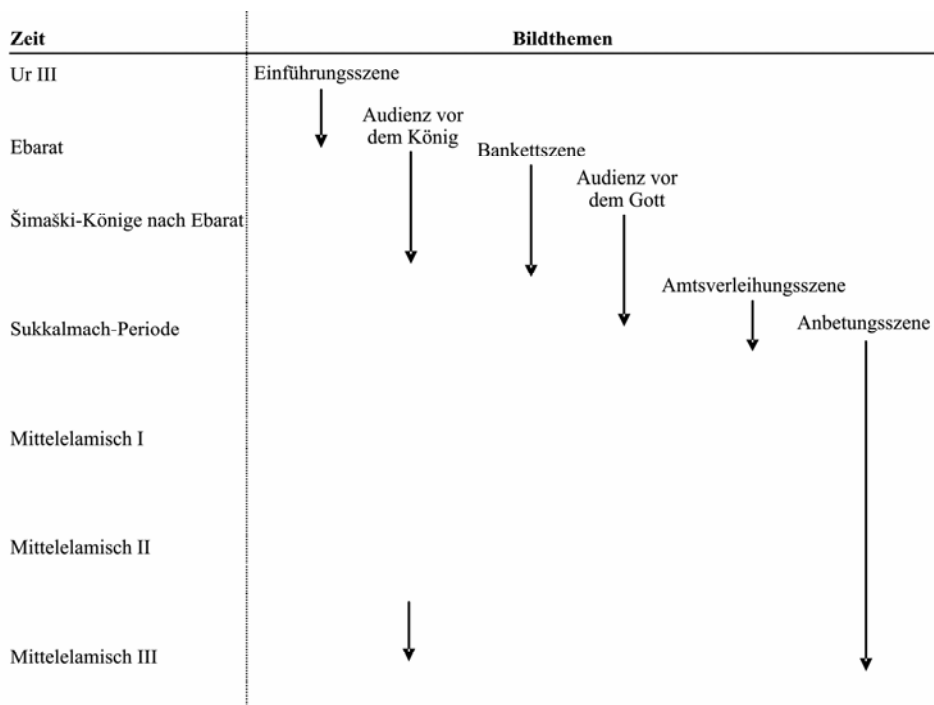 Zeit Bildthemen
Ur III Einführungsszene
Audienz vor
dem König
Ebarat Bankettszene
Audienz vor
dem Gott
Šimaški-Könige nach Ebarat
Amtsverleihungsszene
Sukkalmach-Periode Anbetungsszene
Mittelelamisch I
Mittelelamisch II
Mittelelamisch III